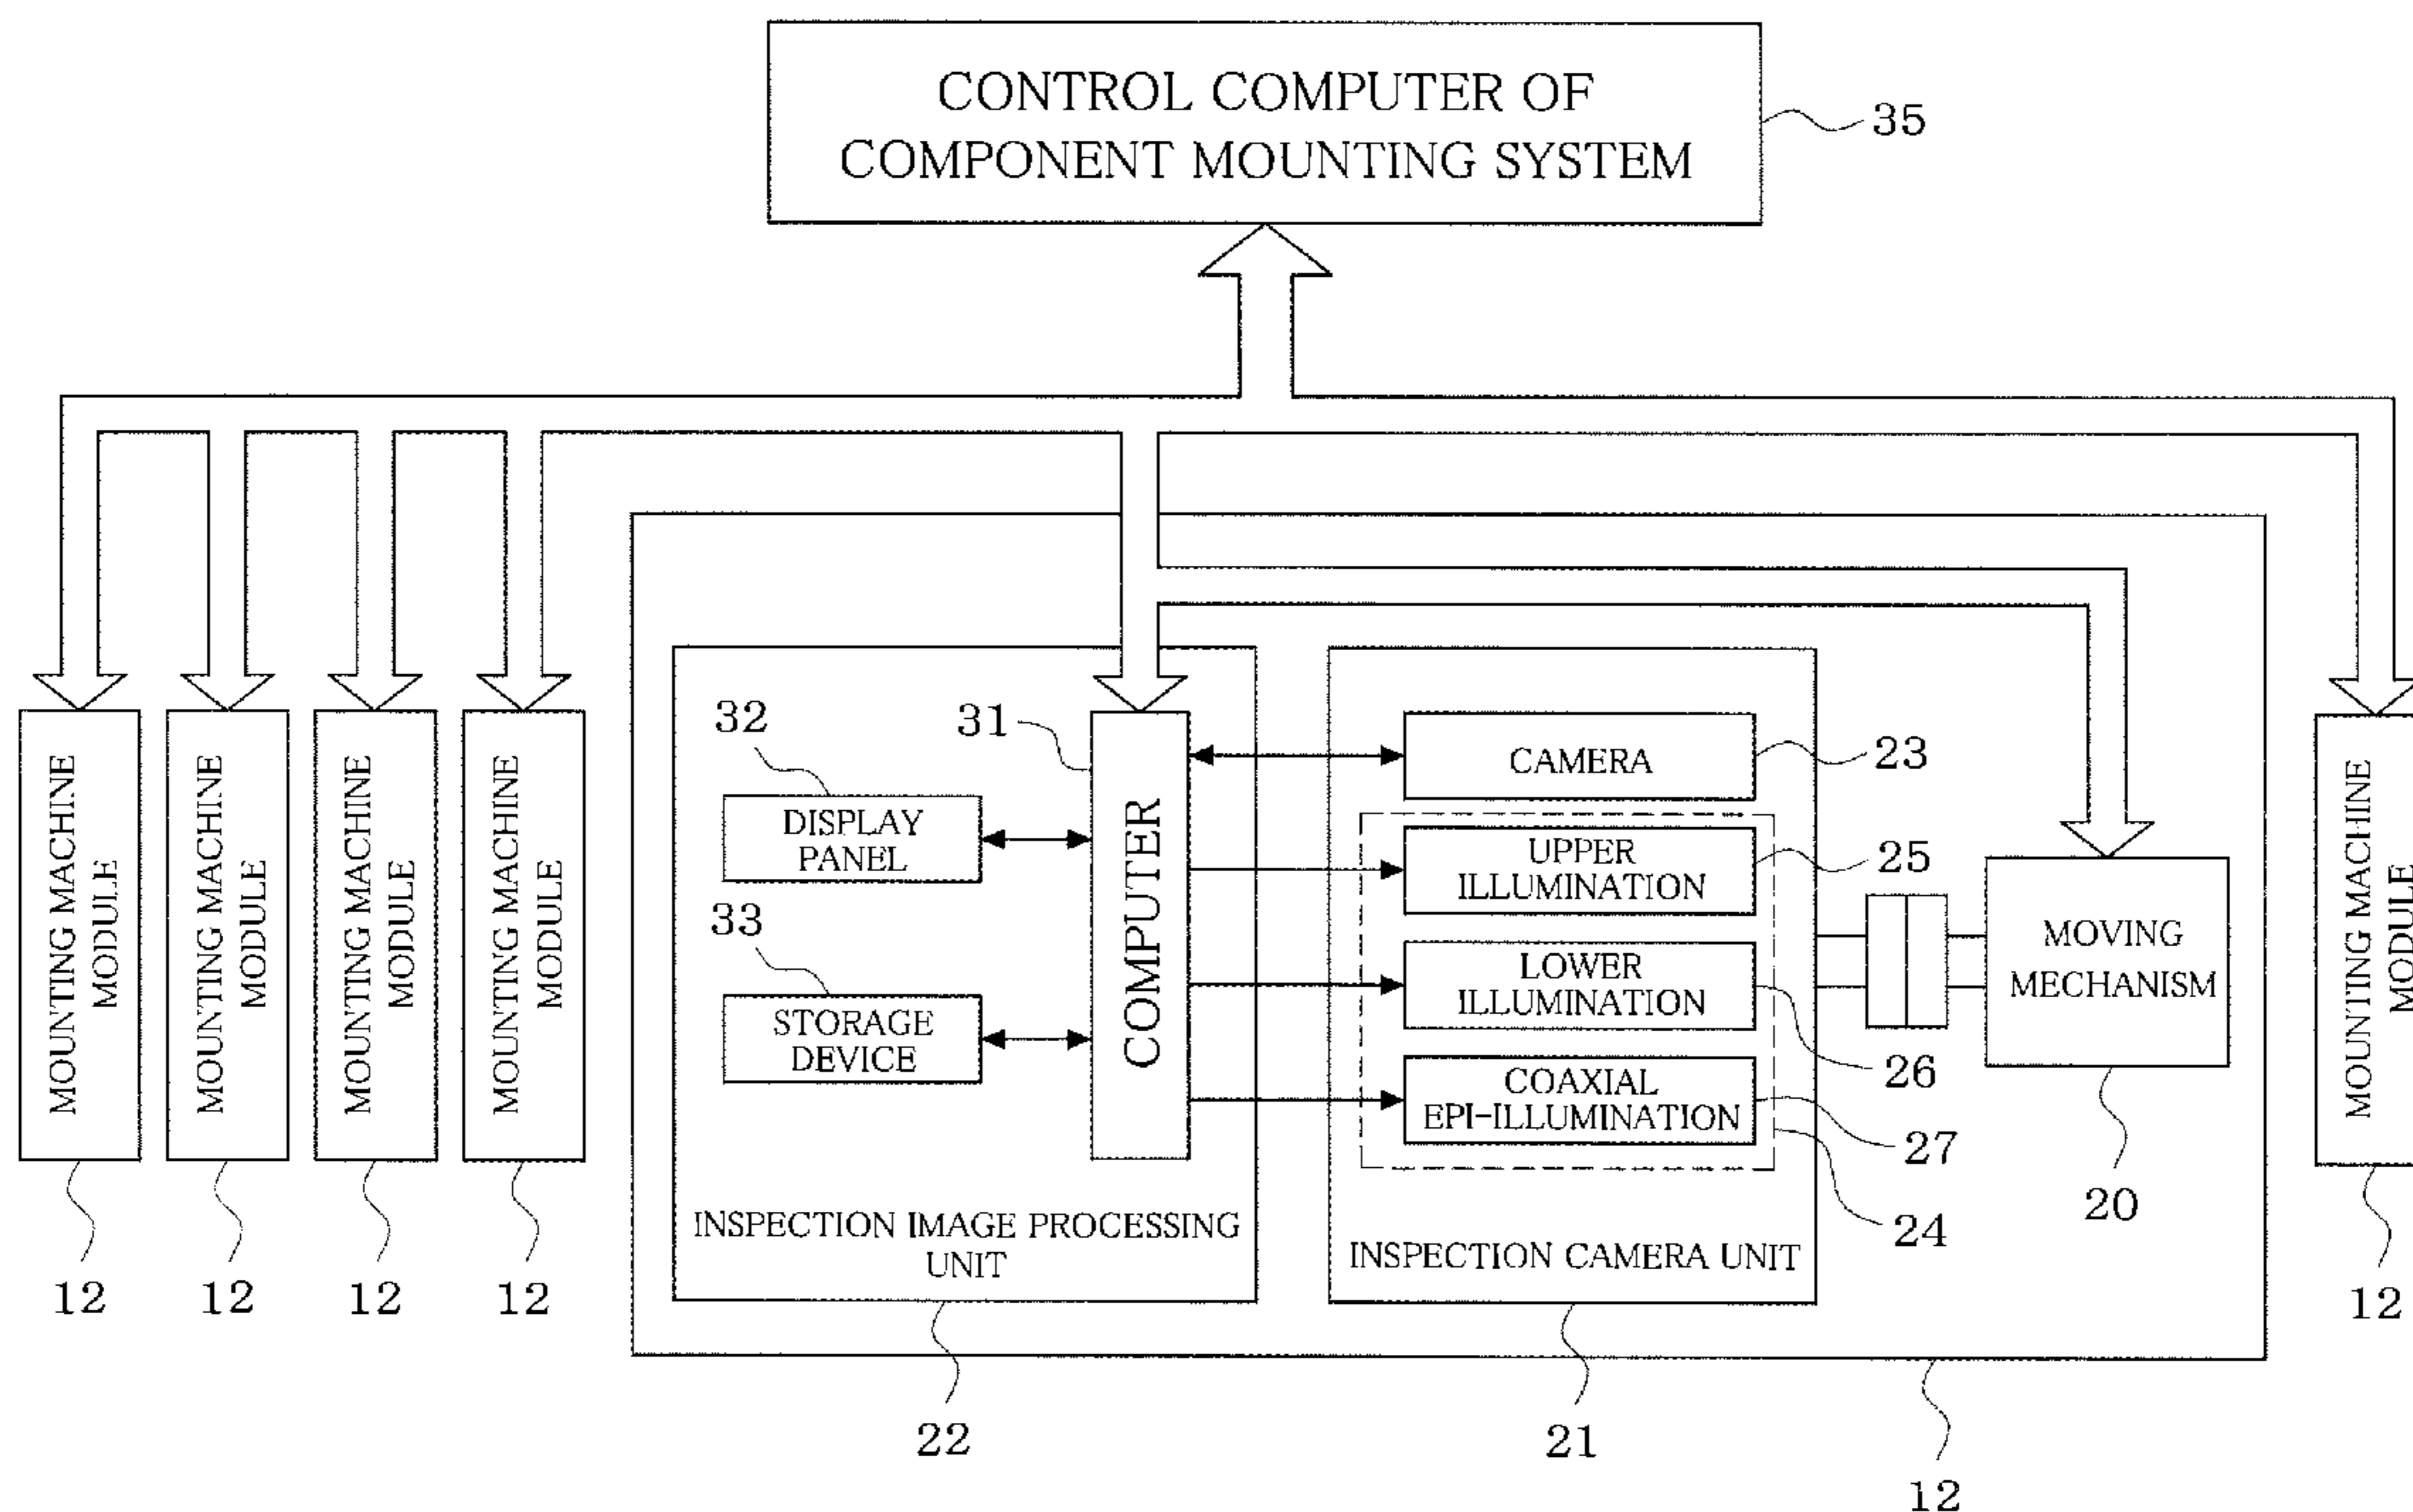 CONTROL COMPUTER OF
COMPONENT MOUNTING SYSTEM
35
MOUNTING MACHINE
MODULE
12
MOUNTING MACHINE
MODULE
12
MOUNTING MACHINE
MODULE
12
MOUNTING MACHINE
MODULE
12
32
DISPLAY
PANEL
33
STORAGE
DEVICE
31
COMPUTER
INSPECTION IMAGE PROCESSING
UNIT
22
CAMERA
23
UPPER
ILLUMINATION
25
LOWER
ILLUMINATION
26
COAXIAL
EPI-ILLUMINATION
27
24
INSPECTION CAMERA UNIT
21
MOVING
MECHANISM
20
12
MOUNTING MACHINE
MODULE
12